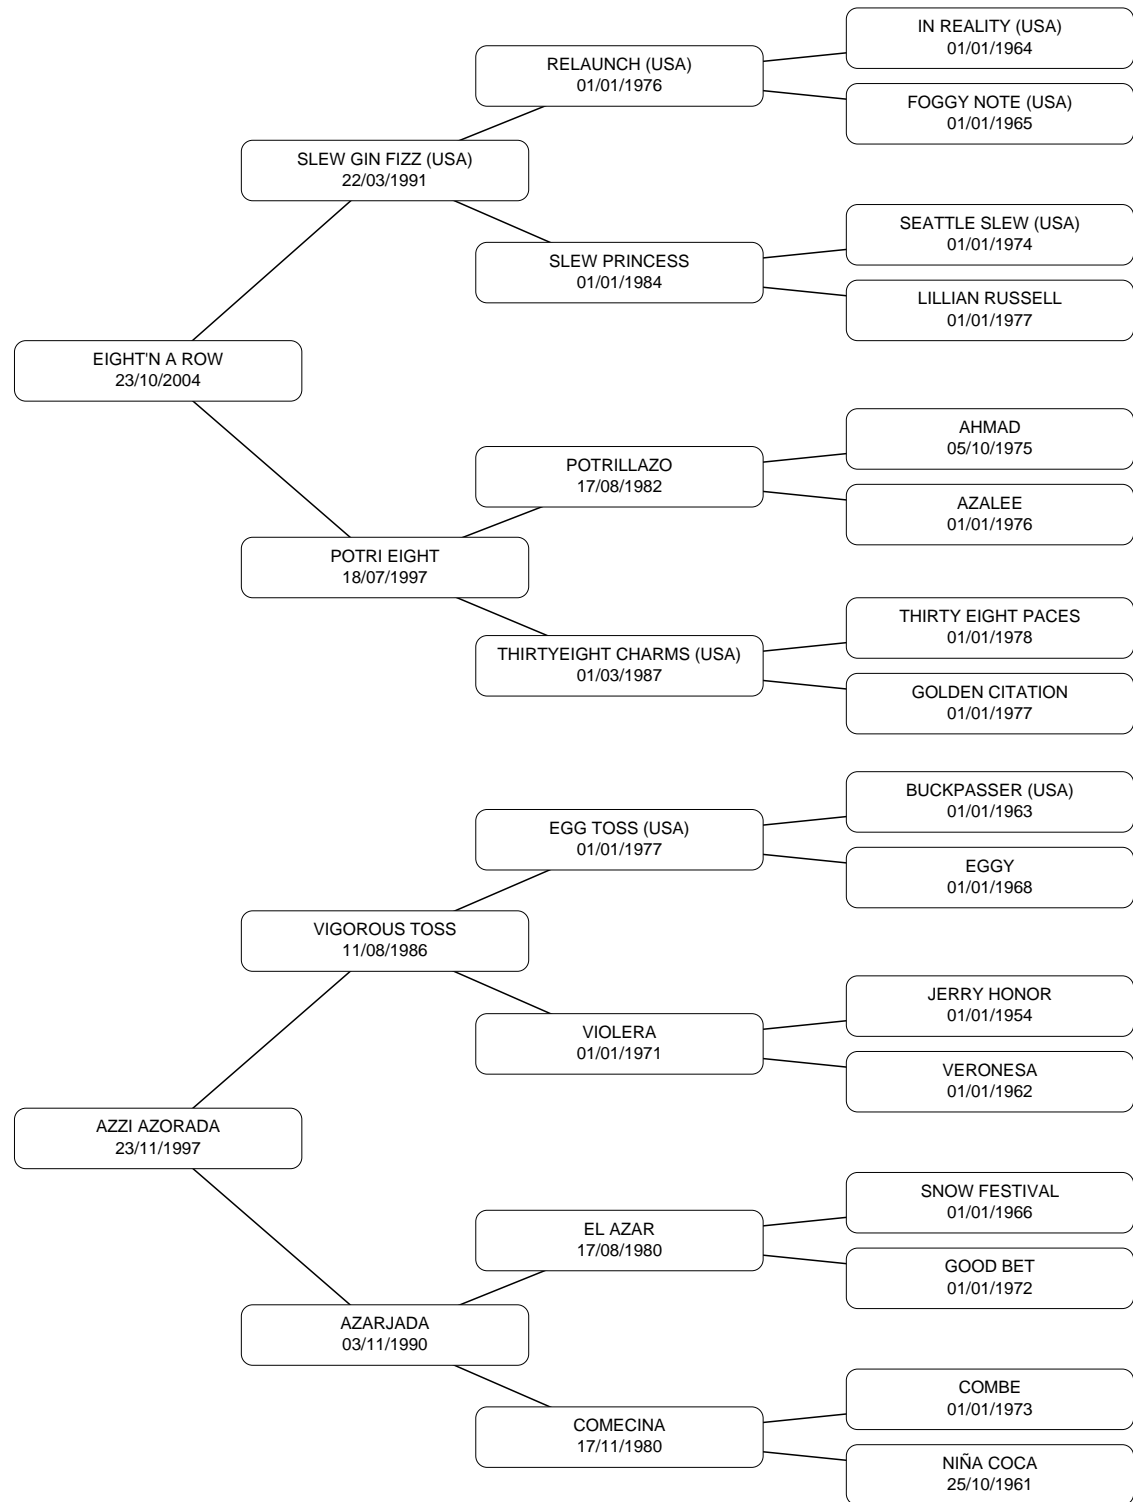 IN REALITY (USA)
01/01/1964
RELAUNCH (USA)
01/01/1976
FOGGY NOTE (USA)
01/01/1965
SLEW GIN FIZZ (USA)
22/03/1991
SEATTLE SLEW (USA)
01/01/1974
SLEW PRINCESS
01/01/1984
LILLIAN RUSSELL
01/01/1977
EIGHT'N A ROW
23/10/2004
AHMAD
05/10/1975
POTRILLAZO
17/08/1982
AZALEE
01/01/1976
POTRI EIGHT
18/07/1997
THIRTY EIGHT PACES
01/01/1978
THIRTYEIGHT CHARMS (USA)
01/03/1987
GOLDEN CITATION
01/01/1977
BUCKPASSER (USA)
01/01/1963
EGG TOSS (USA)
01/01/1977
EGGY
01/01/1968
VIGOROUS TOSS
11/08/1986
JERRY HONOR
01/01/1954
VIOLERA
01/01/1971
VERONESA
01/01/1962
AZZI AZORADA
23/11/1997
SNOW FESTIVAL
01/01/1966
EL AZAR
17/08/1980
GOOD BET
01/01/1972
AZARJADA
03/11/1990
COMBE
01/01/1973
COMECINA
17/11/1980
NIÑA COCA
25/10/1961